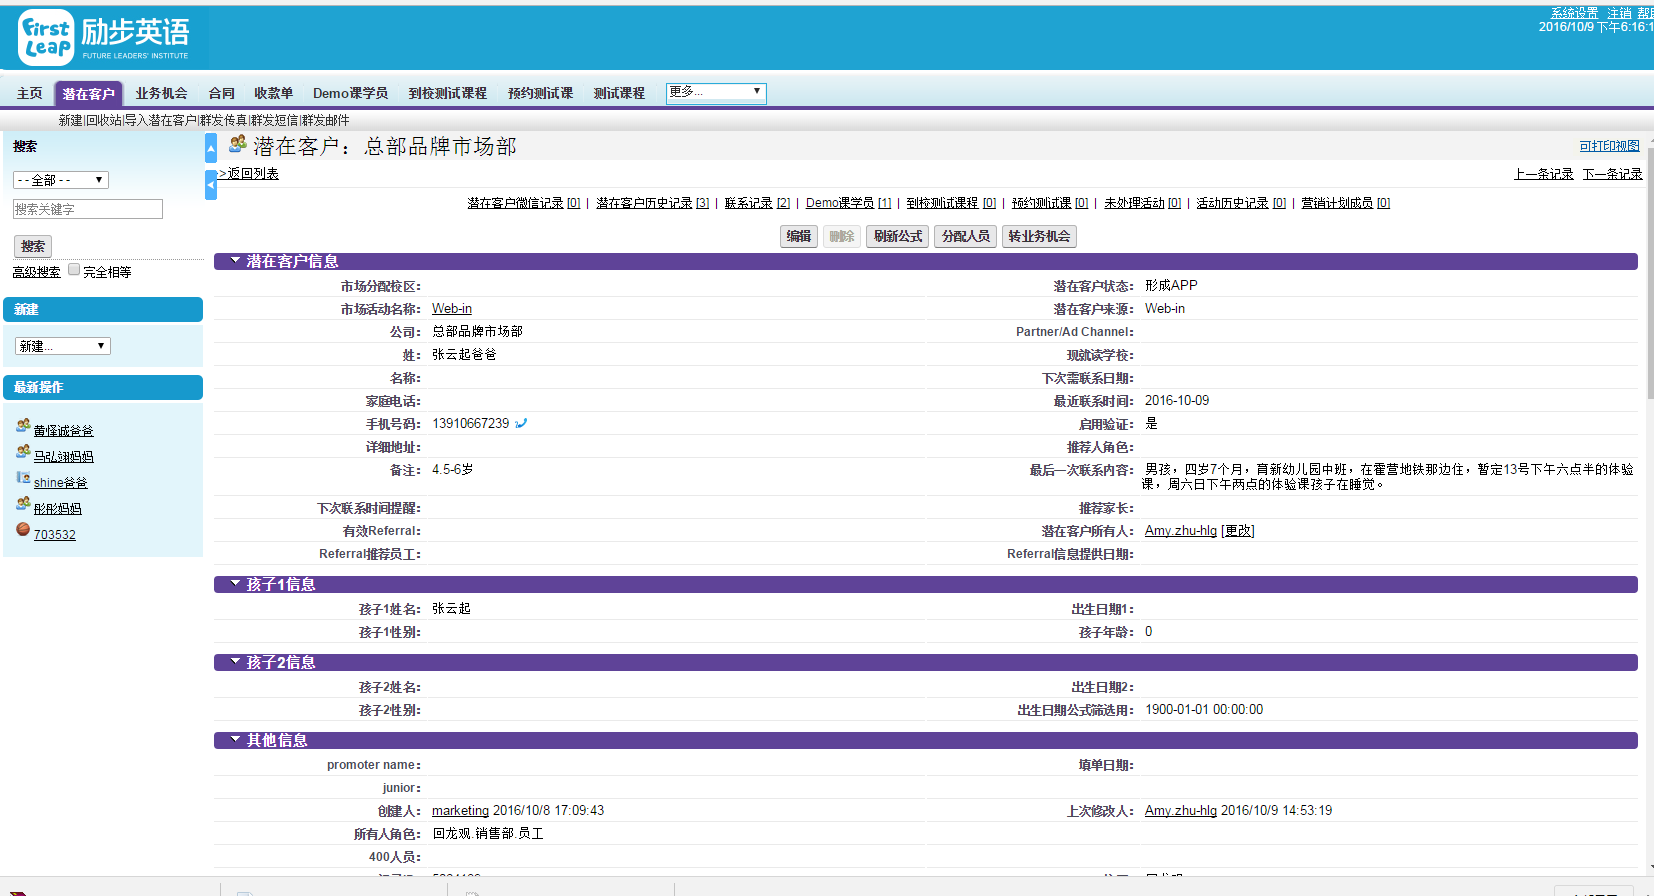 First Leap 励步英语
FUTURE LEADERS' INSTITUTE
系统设置 注销
2016/10/9 下午6:16:1
主页 潜在客户 业务机会 合同 收款单 Demo课学员 到校测试课程 预约测试课 测试课程 更多...
新建|回收站|导入潜在客户|群发传真|群发短信|群发邮件
搜索
--全部--
搜索关键字
搜索
高级搜索 完全相等
新建
新建...
最新操作
黄怿诚爸爸
马弘翊妈妈
shine爸爸
彤彤妈妈
703532
潜在客户：总部品牌市场部
可打印视图
>>返回列表
上一条记录 下一条记录
潜在客户微信记录 [0] | 潜在客户历史记录 [3] | 联系记录 [2] | Demo课学员 [1] | 到校测试课程 [0] | 预约测试课 [0] | 未处理活动 [0] | 活动历史记录 [0] | 营销计划成员 [0]
编辑 删除 刷新公式 分配人员 转业务机会
潜在客户信息
市场分配校区： 潜在客户状态： 形成APP
市场活动名称： Web-in 潜在客户来源： Web-in
公司： 总部品牌市场部 Partner/Ad Channel：
姓： 张云起爸爸 现就读学校：
名称： 下次需联系日期：
家庭电话： 最近联系时间： 2016-10-09
手机号码： 13910667239 启用验证： 是
详细地址： 推荐人角色：
备注： 4.5-6岁 最后一次联系内容： 男孩，四岁7个月，育新幼儿园中班，在霍营地铁那边住，暂定13号下午六点半的体验
课，周六日下午两点的体验课孩子在睡觉。
下次联系时间提醒： 推荐家长：
有效Referral： 潜在客户所有人： Amy.zhu-hlg [更改]
Referral推荐员工： Referral信息提供日期：
孩子1信息
孩子1姓名： 张云起 出生日期1：
孩子1性别： 孩子年龄： 0
孩子2信息
孩子2姓名： 出生日期2：
孩子2性别： 出生日期公式筛选用： 1900-01-01 00:00:00
其他信息
promoter name： 填单日期：
junior：
创建人： marketing 2016/10/8 17:09:43 上次修改人： Amy.zhu-hlg 2016/10/9 14:53:19
所有人角色： 回龙观.销售部.员工
400人员：